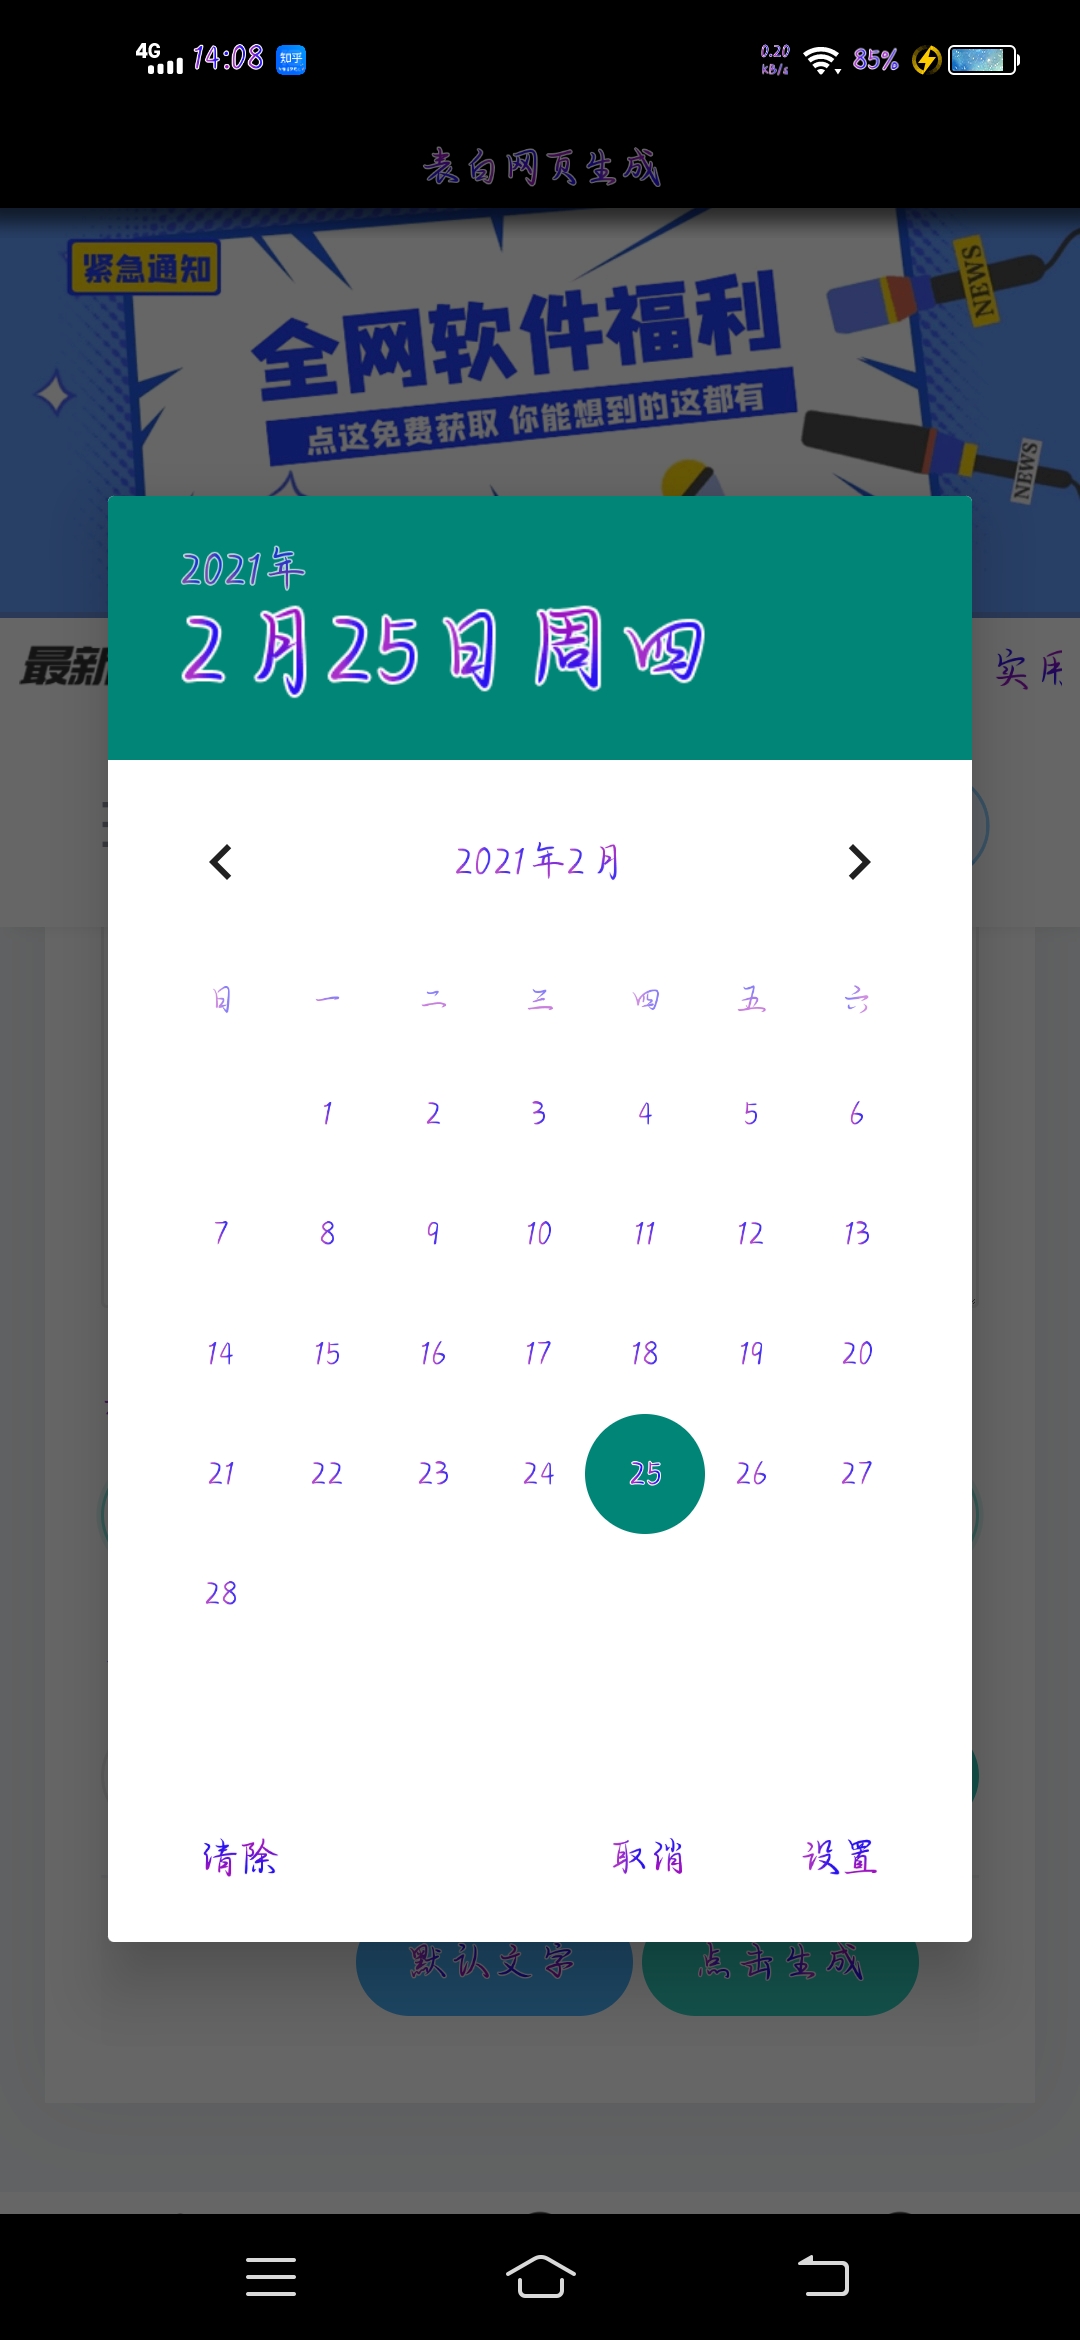 4G 14:08 知乎 0.20 KB/s 85%
表白网页生成
紧急通知
全网软件福利
点这免费获取 你能想到的这都有
NEWS
NEWS
2021年
2月25日周四
最新
实用
2021年2月
日 一 二 三 四 五 六
1 2 3 4 5 6
7 8 9 10 11 12 13
14 15 16 17 18 19 20
21 22 23 24 25 26 27
28
清除 取消 设置
默认文字 点击生成